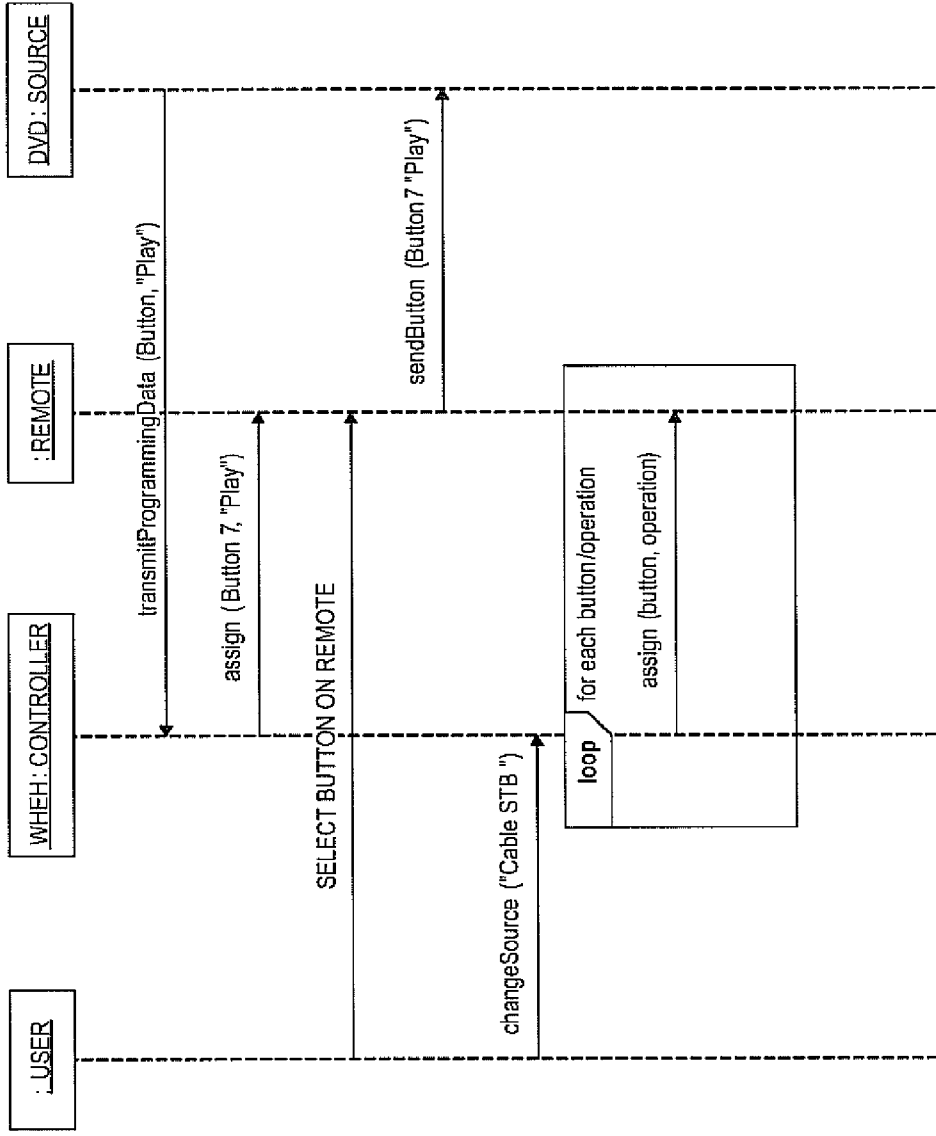 : USER
WHEH: CONTROLLER
: REMOTE
DVD: SOURCE
transmitProgrammingData (Button, "Play")
assign (Button 7, "Play")
SELECT BUTTON ON REMOTE
sendButton (Button 7 "Play")
changeSource ("Cable STB ")
loop
for each button/operation
assign (button, operation)